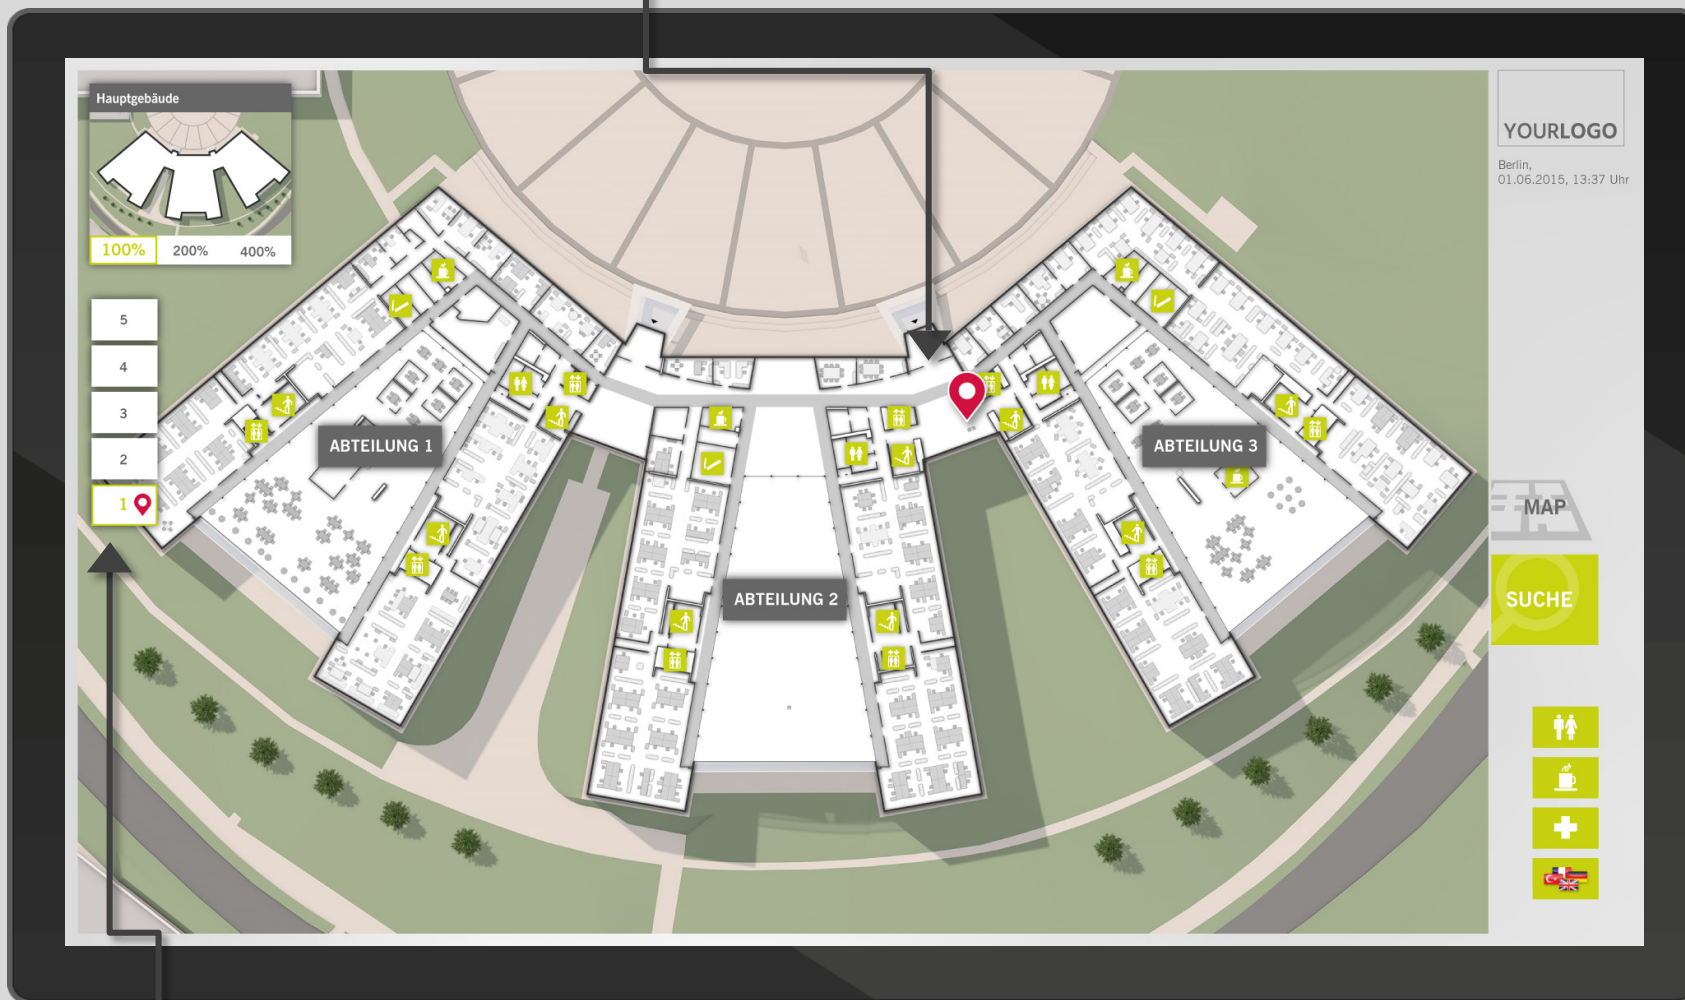 Hauptgebäude
100%
200%
400%
5
4
3
2
1
ABTEILUNG 1
ABTEILUNG 2
ABTEILUNG 3
YOURLOGO
Berlin,
01.06.2015, 13:37 Uhr
MAP
SUCHE